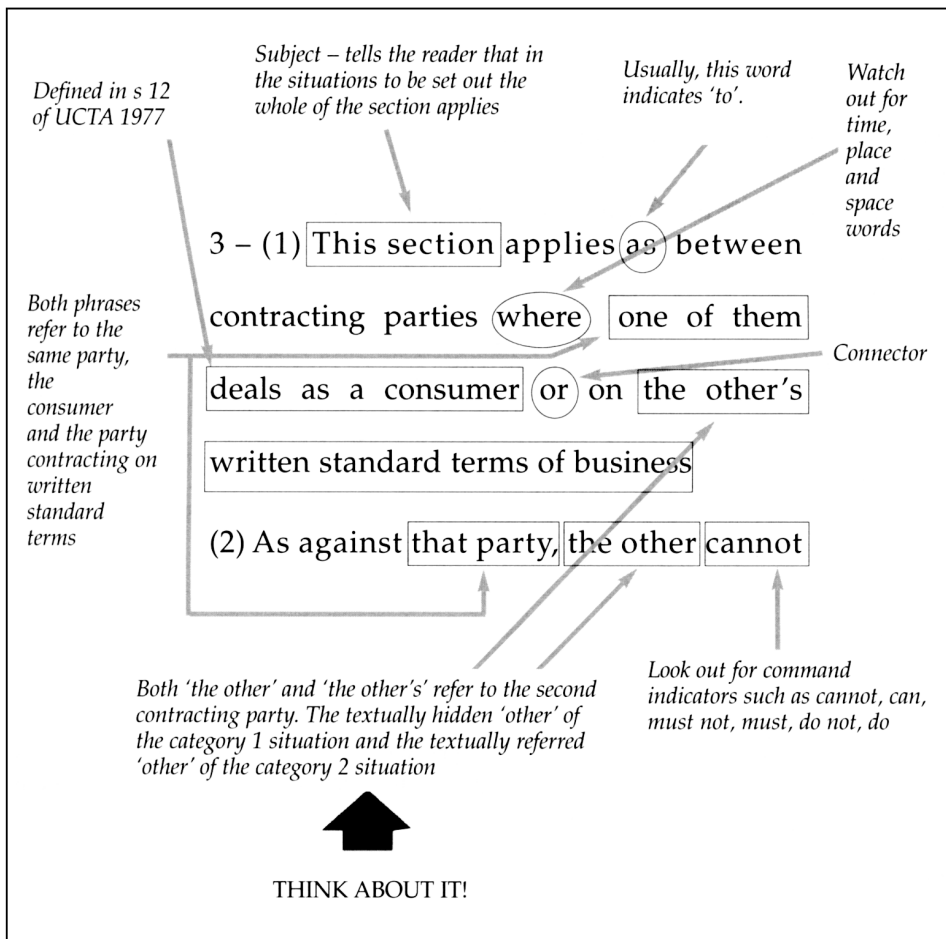 Subject – tells the reader that in
the situations to be set out the
whole of the section applies
Defined in s 12
of UCTA 1977
Usually, this word
indicates ‘to’.
Watch
out for
time,
place
and
space
words
3 – (1) This section applies as between
contracting parties where one of them
deals as a consumer or on the other’s
written standard terms of business
(2) As against that party, the other cannot
Both phrases
refer to the
same party,
the
consumer
and the party
contracting on
written
standard
terms
Connector
Both ‘the other’ and ‘the other’s’ refer to the second
contracting party. The textually hidden ‘other’ of
the category 1 situation and the textually referred
‘other’ of the category 2 situation
Look out for command
indicators such as cannot, can,
must not, must, do not, do
THINK ABOUT IT!